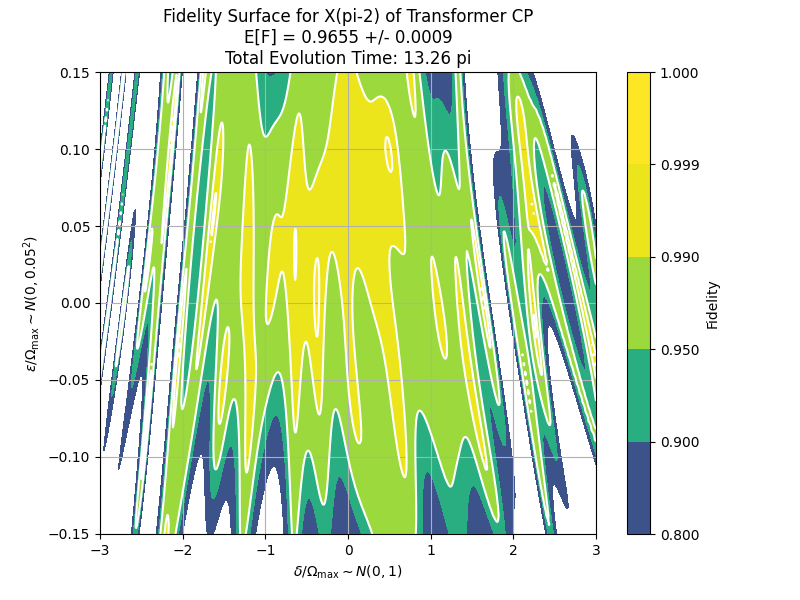 Fidelity Surface for X(pi-2) of Transformer CP
E[F] = 0.9655 +/- 0.0009
Total Evolution Time: 13.26 pi
0.15
0.10
0.05
0.00
−0.05
−0.10
−0.15
ε/Ωmax ~ N(0, 0.05²)
−3 −2 −1 0 1 2 3
δ/Ωmax ~ N(0, 1)
1.000
0.999
0.990
0.950
0.900
0.800
Fidelity